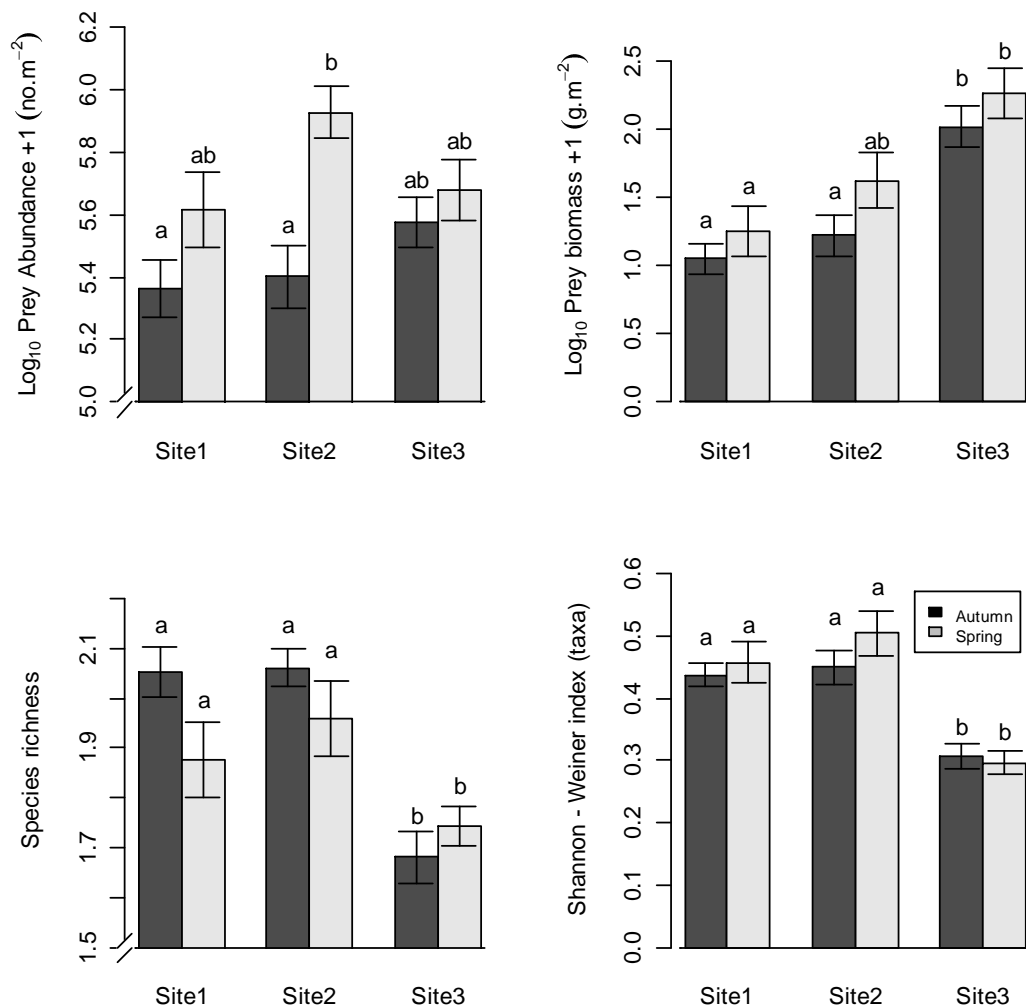 Log₁₀ Prey Abundance +1 (no.m⁻²)
6.2
6.0
5.8
5.6
5.4
5.2
5.0
a
ab
a
b
ab
ab
Site1 Site2 Site3
Log₁₀ Prey biomass +1 (g.m⁻²)
2.5
2.0
1.5
1.0
0.5
0.0
a
a
a
ab
b
b
Site1 Site2 Site3
Species richness
2.1
1.9
1.7
1.5
a
a
a
a
b
b
Site1 Site2 Site3
Shannon - Weiner index (taxa)
0.6
0.5
0.4
0.3
0.2
0.1
0.0
a
a
a
a
b
b
Autumn
Spring
Site1 Site2 Site3